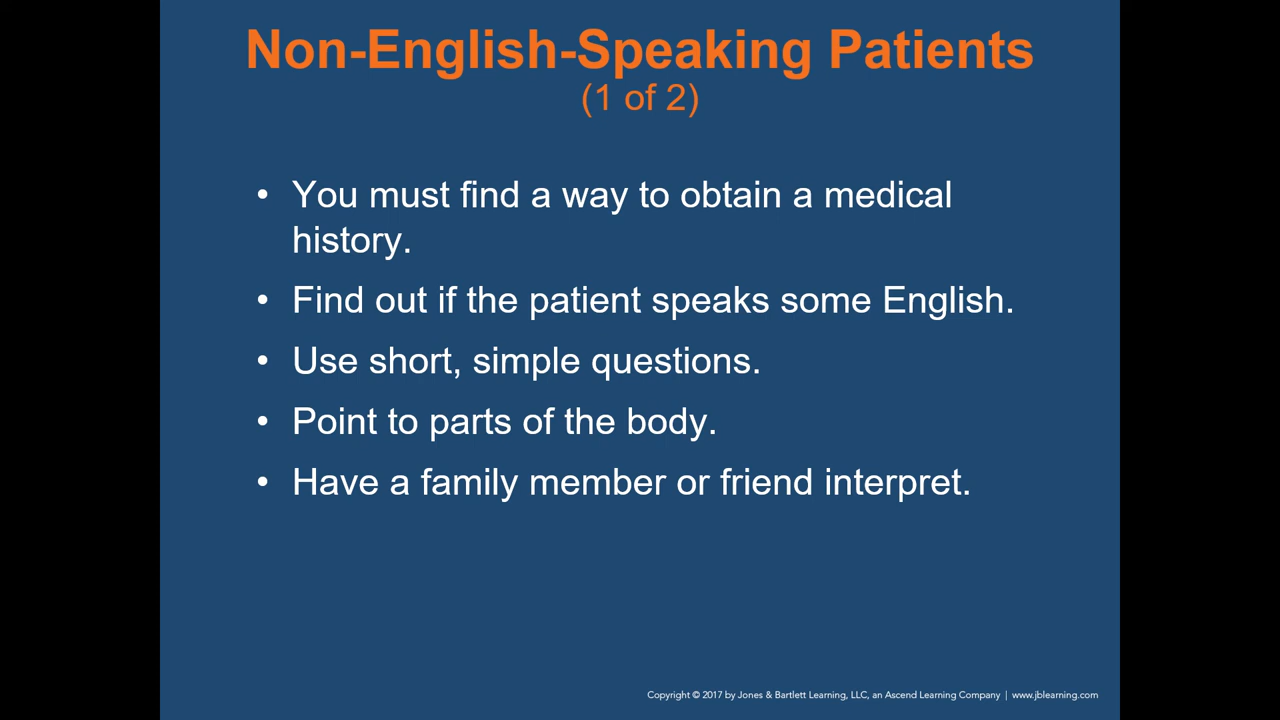 Non-English-Speaking Patients
(1 of 2)
• You must find a way to obtain a medical
history.
• Find out if the patient speaks some English.
• Use short, simple questions.
• Point to parts of the body.
• Have a family member or friend interpret.
Copyright © 2017 by Jones & Bartlett Learning, LLC, an Ascend Learning Company | www.jblearning.com